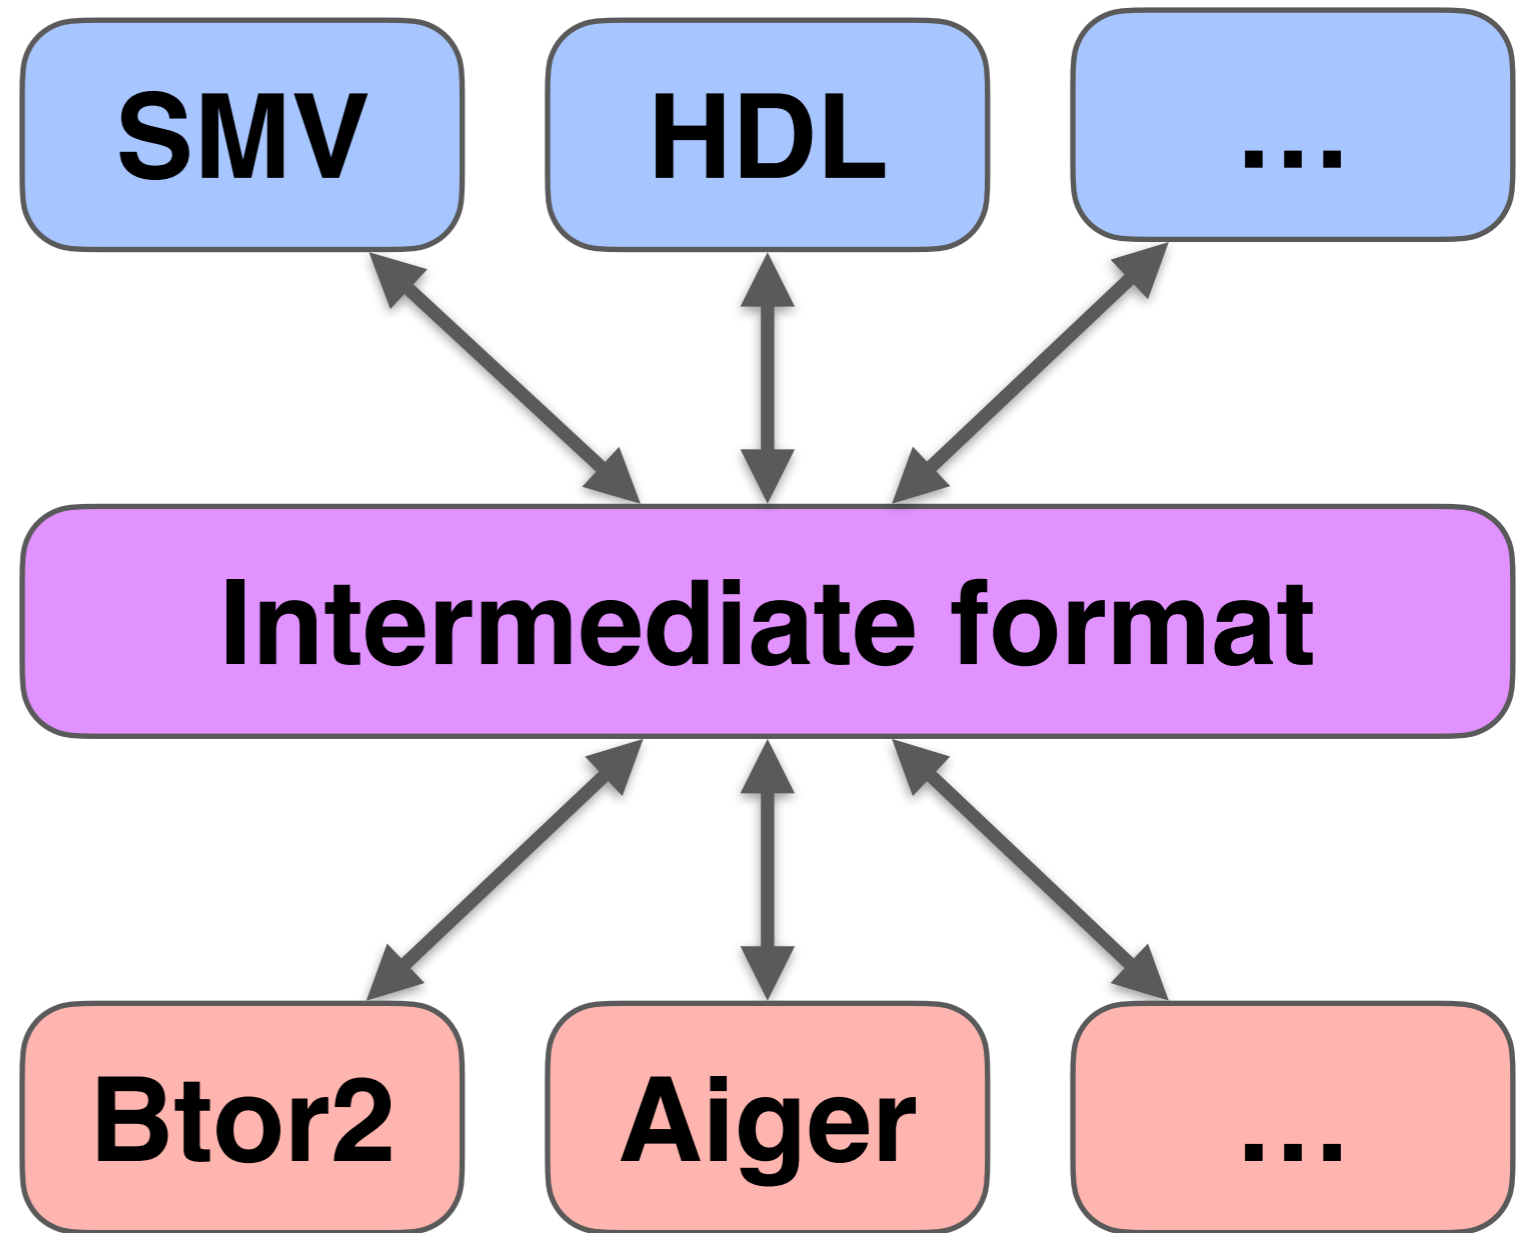 SMV
HDL
...
Intermediate format
Btor2
Aiger
...